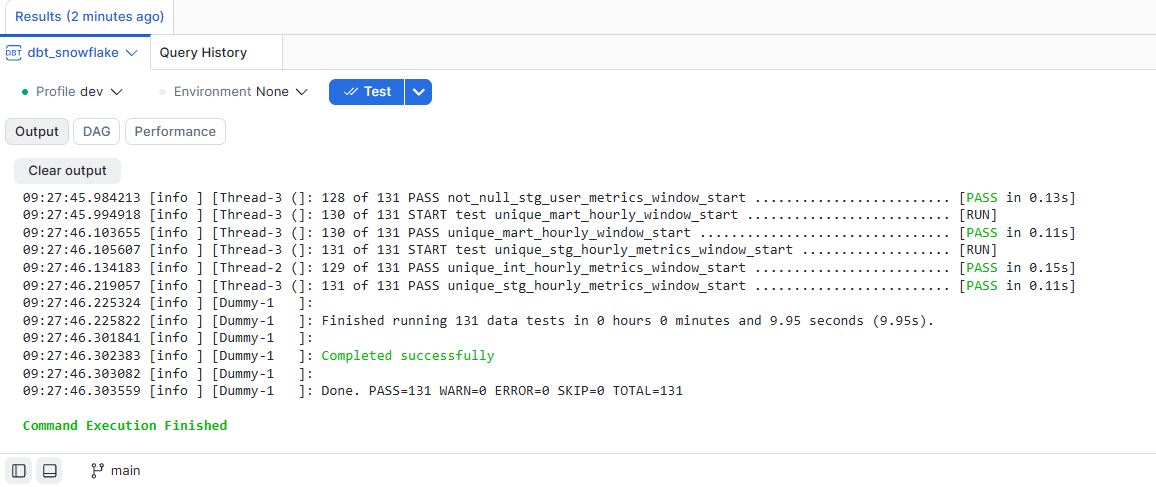 Results (2 minutes ago)
DBT dbt_snowflake Query History
Profile dev Environment None Test
Output DAG Performance
Clear output
09:27:45.984213 [info ] [Thread-3 (]: 128 of 131 PASS not_null_stg_user_metrics_window_start .......................... [PASS in 0.13s]
09:27:45.994918 [info ] [Thread-3 (]: 130 of 131 START test unique_mart_hourly_window_start .......................... [RUN]
09:27:46.103655 [info ] [Thread-3 (]: 130 of 131 PASS unique_mart_hourly_window_start ................................ [PASS in 0.11s]
09:27:46.105607 [info ] [Thread-3 (]: 131 of 131 START test unique_stg_hourly_metrics_window_start ................... [RUN]
09:27:46.134183 [info ] [Thread-2 (]: 129 of 131 PASS unique_int_hourly_metrics_window_start .......................... [PASS in 0.15s]
09:27:46.219057 [info ] [Thread-3 (]: 131 of 131 PASS unique_stg_hourly_metrics_window_start .......................... [PASS in 0.11s]
09:27:46.225324 [info ] [Dummy-1   ]:
09:27:46.225822 [info ] [Dummy-1   ]: Finished running 131 data tests in 0 hours 0 minutes and 9.95 seconds (9.95s).
09:27:46.301841 [info ] [Dummy-1   ]:
09:27:46.302383 [info ] [Dummy-1   ]: Completed successfully
09:27:46.303082 [info ] [Dummy-1   ]:
09:27:46.303559 [info ] [Dummy-1   ]: Done. PASS=131 WARN=0 ERROR=0 SKIP=0 TOTAL=131
Command Execution Finished
main